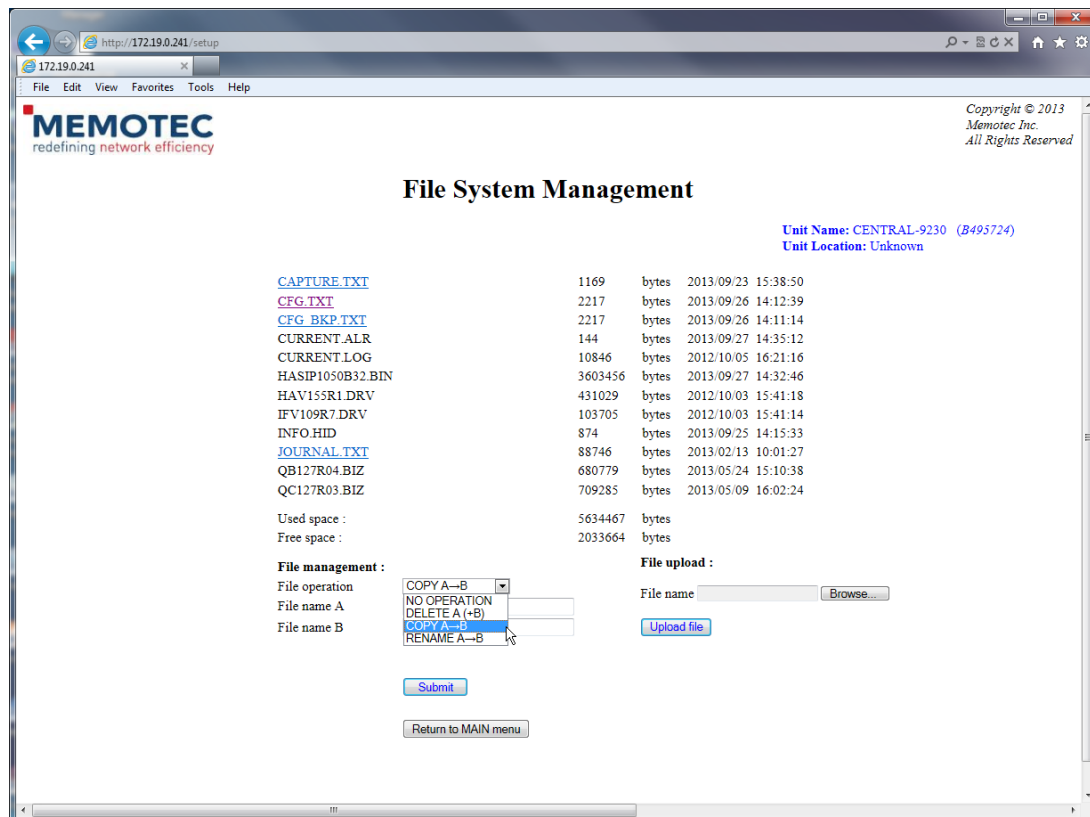 http://172.19.0.241/setup
172.19.0.241
File Edit View Favorites Tools Help
MEMOTEC
redefining network efficiency
Copyright © 2013
Memotec Inc.
All Rights Reserved
File System Management
Unit Name: CENTRAL-9230 (B495724)
Unit Location: Unknown
CAPTURE.TXT 1169 bytes 2013/09/23 15:38:50
CFG.TXT 2217 bytes 2013/09/26 14:12:39
CFG_BKP.TXT 2217 bytes 2013/09/26 14:11:14
CURRENT.ALR 144 bytes 2013/09/27 14:35:12
CURRENT.LOG 10846 bytes 2012/10/05 16:21:16
HASIP1050B32.BIN 3603456 bytes 2013/09/27 14:32:46
HAV155R1.DRV 431029 bytes 2012/10/03 15:41:18
IFV109R7.DRV 103705 bytes 2012/10/03 15:41:14
INFO.HID 874 bytes 2013/09/25 14:15:33
JOURNAL.TXT 88746 bytes 2013/02/13 10:01:27
QB127R04.BIZ 680779 bytes 2013/05/24 15:10:38
QC127R03.BIZ 709285 bytes 2013/05/09 16:02:24
Used space : 5634467 bytes
Free space : 2033664 bytes
File management :
File operation COPY A→B
File name A
File name B
NO OPERATION
DELETE A (+B)
COPY A→B
RENAME A→B
Submit
Return to MAIN menu
File upload :
File name Browse...
Upload file